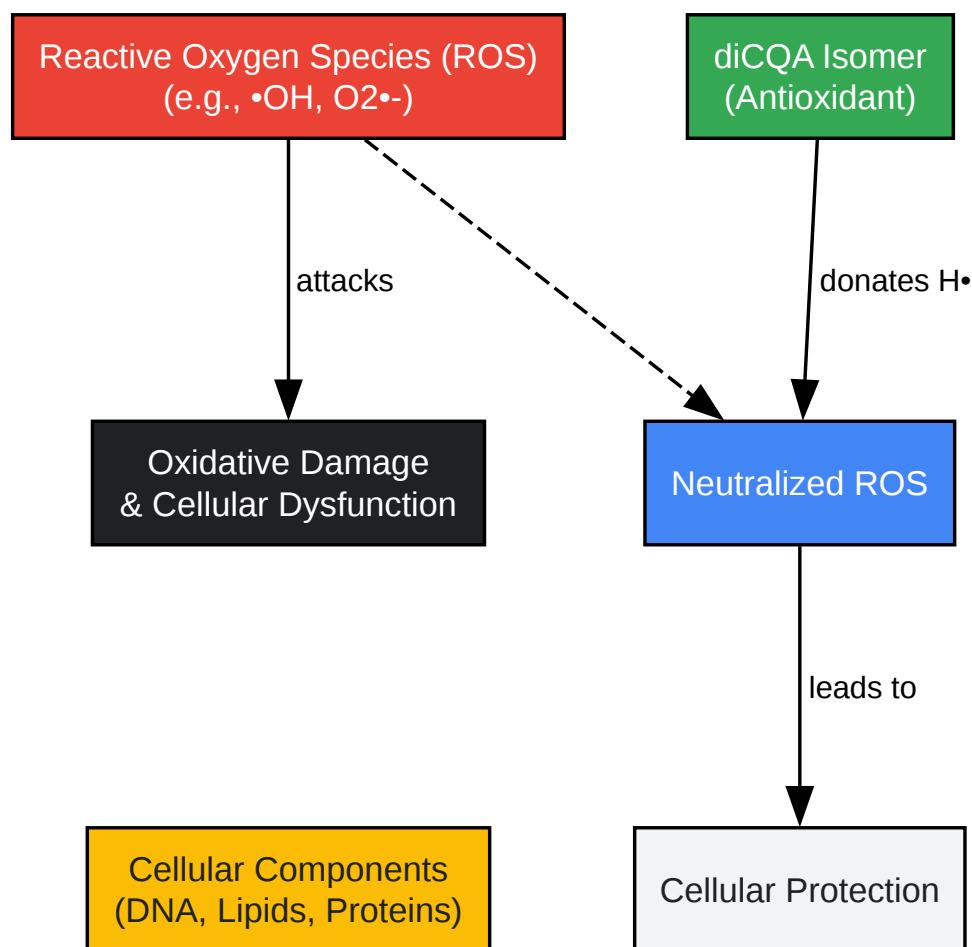 Reactive Oxygen Species (ROS)
(e.g., •OH, O2•-)
diCQA Isomer
(Antioxidant)
attacks
donates H•
Oxidative Damage
& Cellular Dysfunction
Neutralized ROS
leads to
Cellular Components
(DNA, Lipids, Proteins)
Cellular Protection